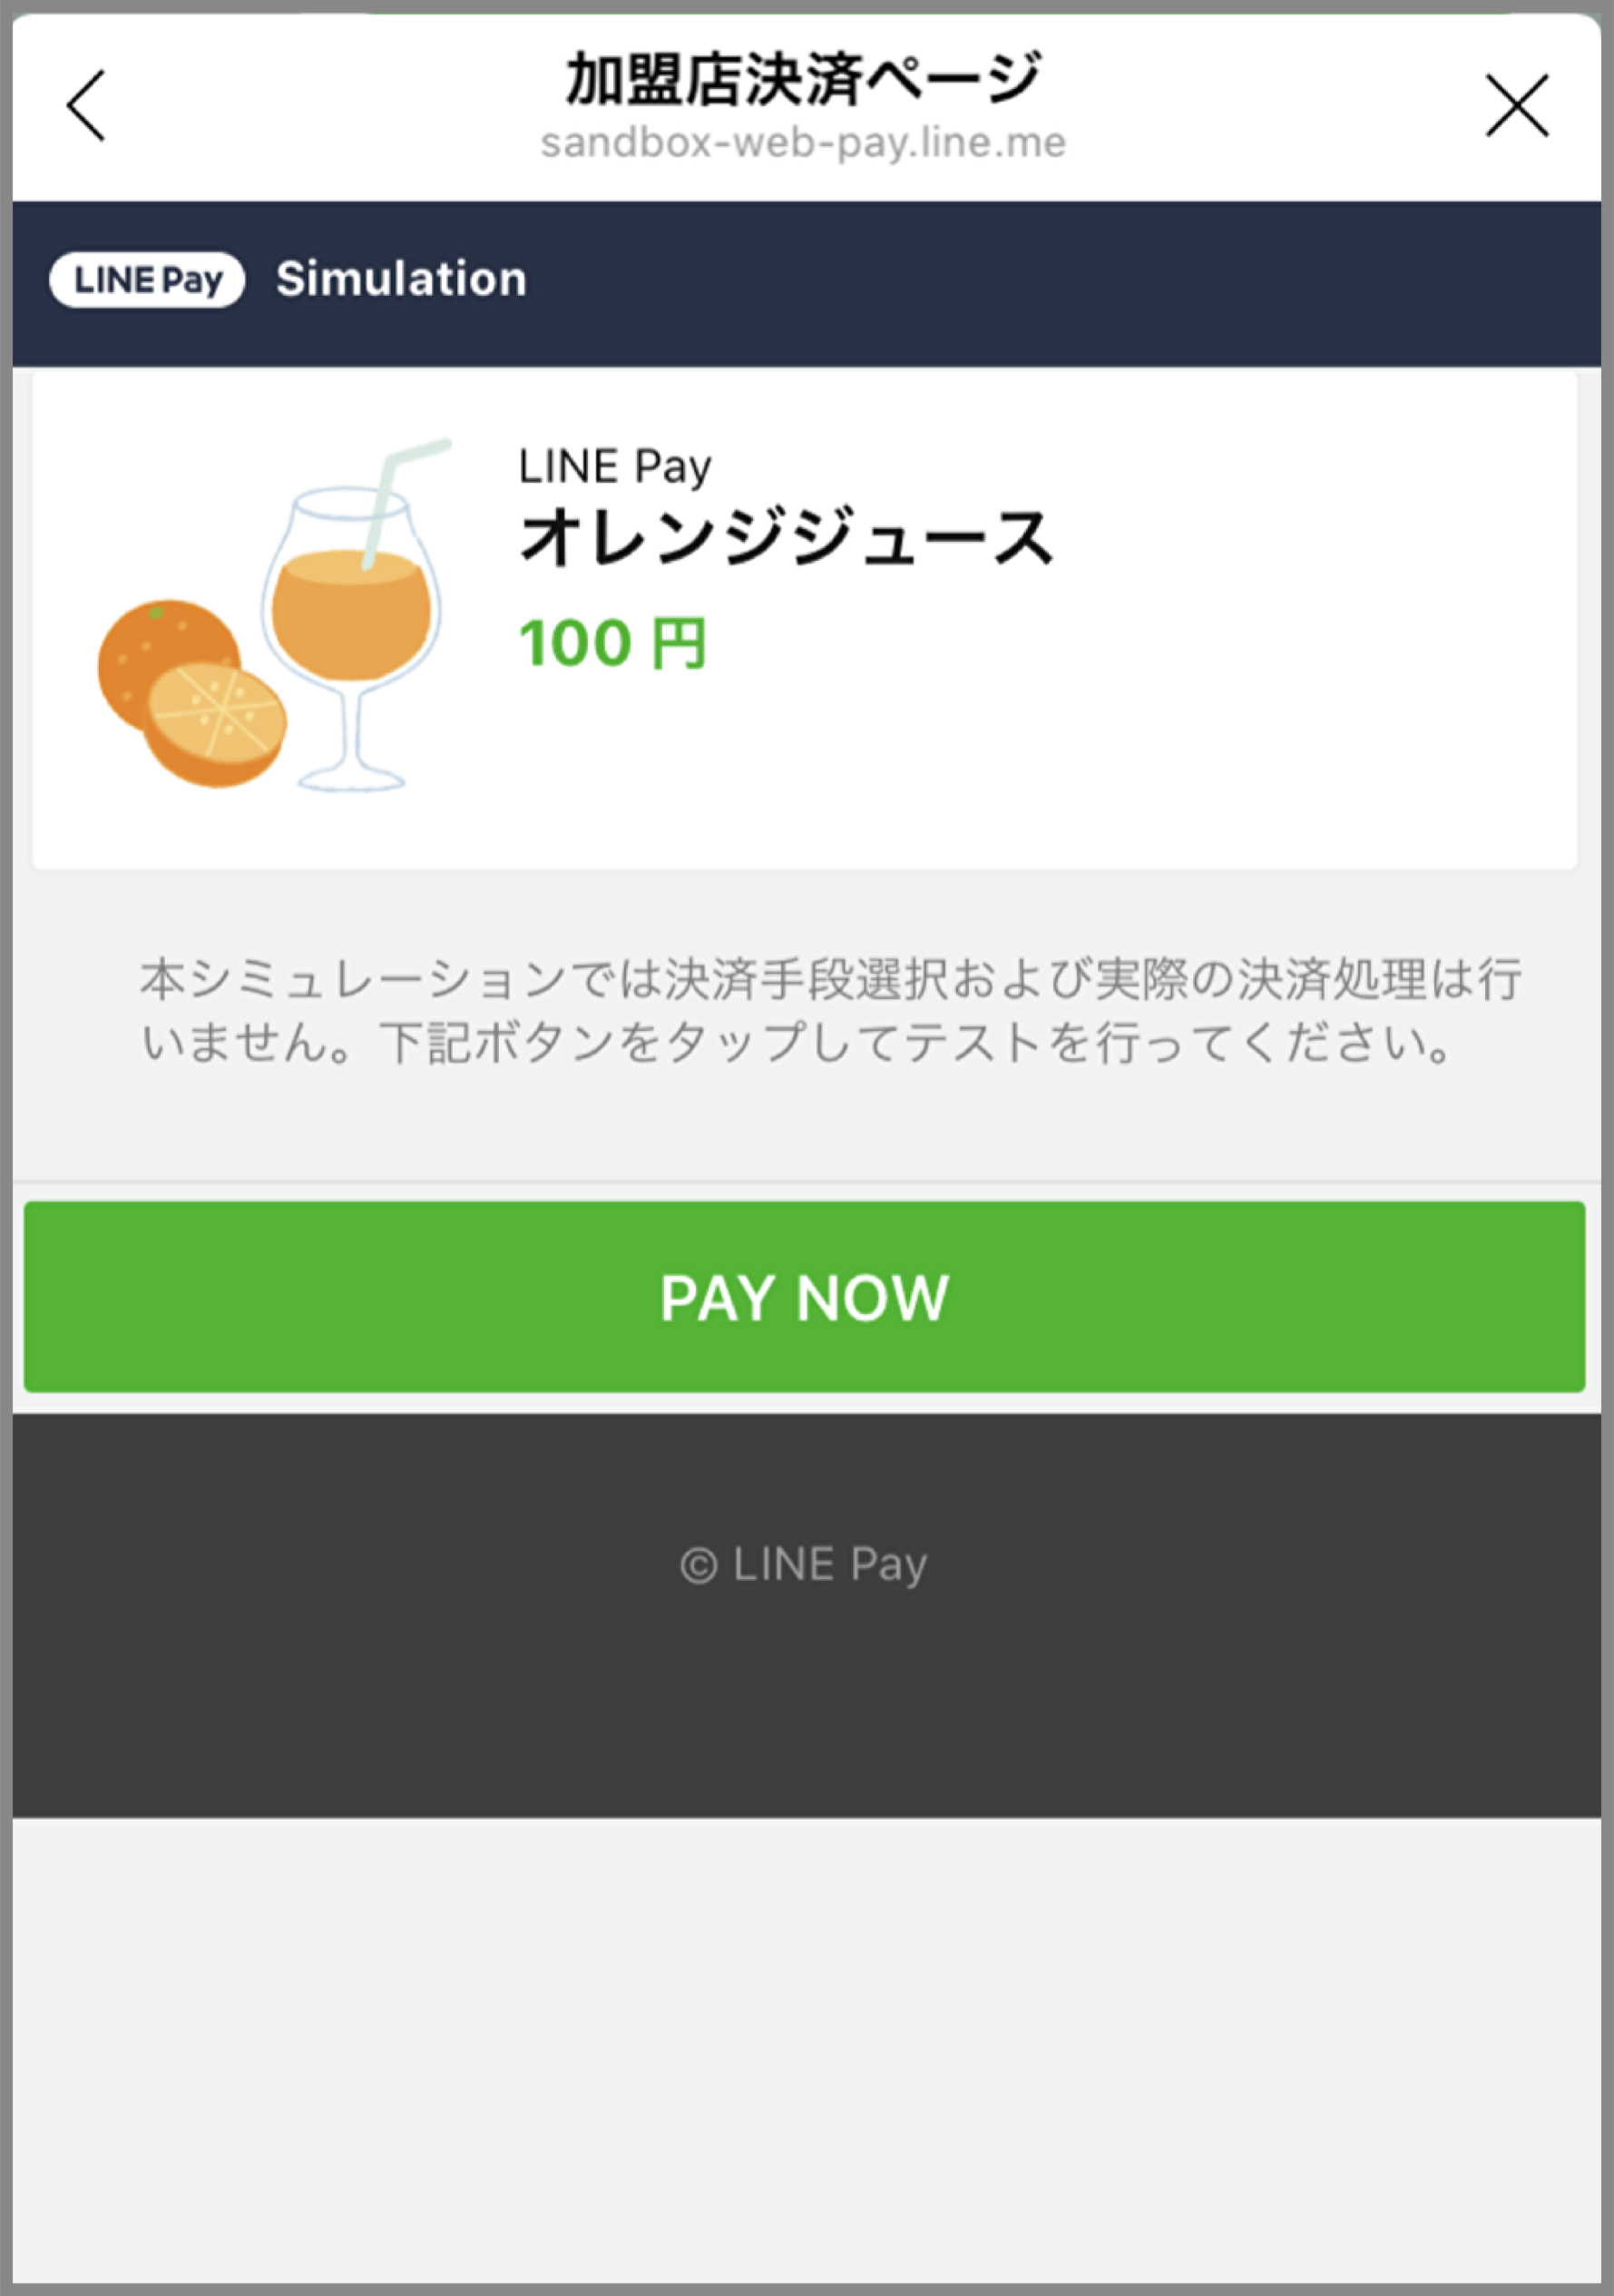 加盟店決済ページ
sandbox-web-pay.line.me
LINE Pay Simulation
LINE Pay
オレンジジュース
100 円
本シミュレーションでは決済手段選択および実際の決済処理は行
いません。下記ボタンをタップしてテストを行ってください。
PAY NOW
© LINE Pay